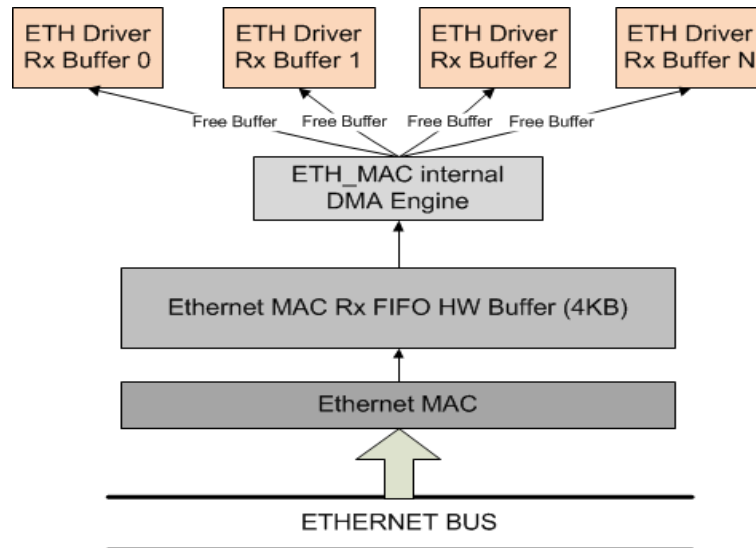 ETH Driver
Rx Buffer 0
ETH Driver
Rx Buffer 1
ETH Driver
Rx Buffer 2
ETH Driver
Rx Buffer N
Free Buffer
Free Buffer
Free Buffer
Free Buffer
ETH_MAC internal
DMA Engine
Ethernet MAC Rx FIFO HW Buffer (4KB)
Ethernet MAC
ETHERNET BUS